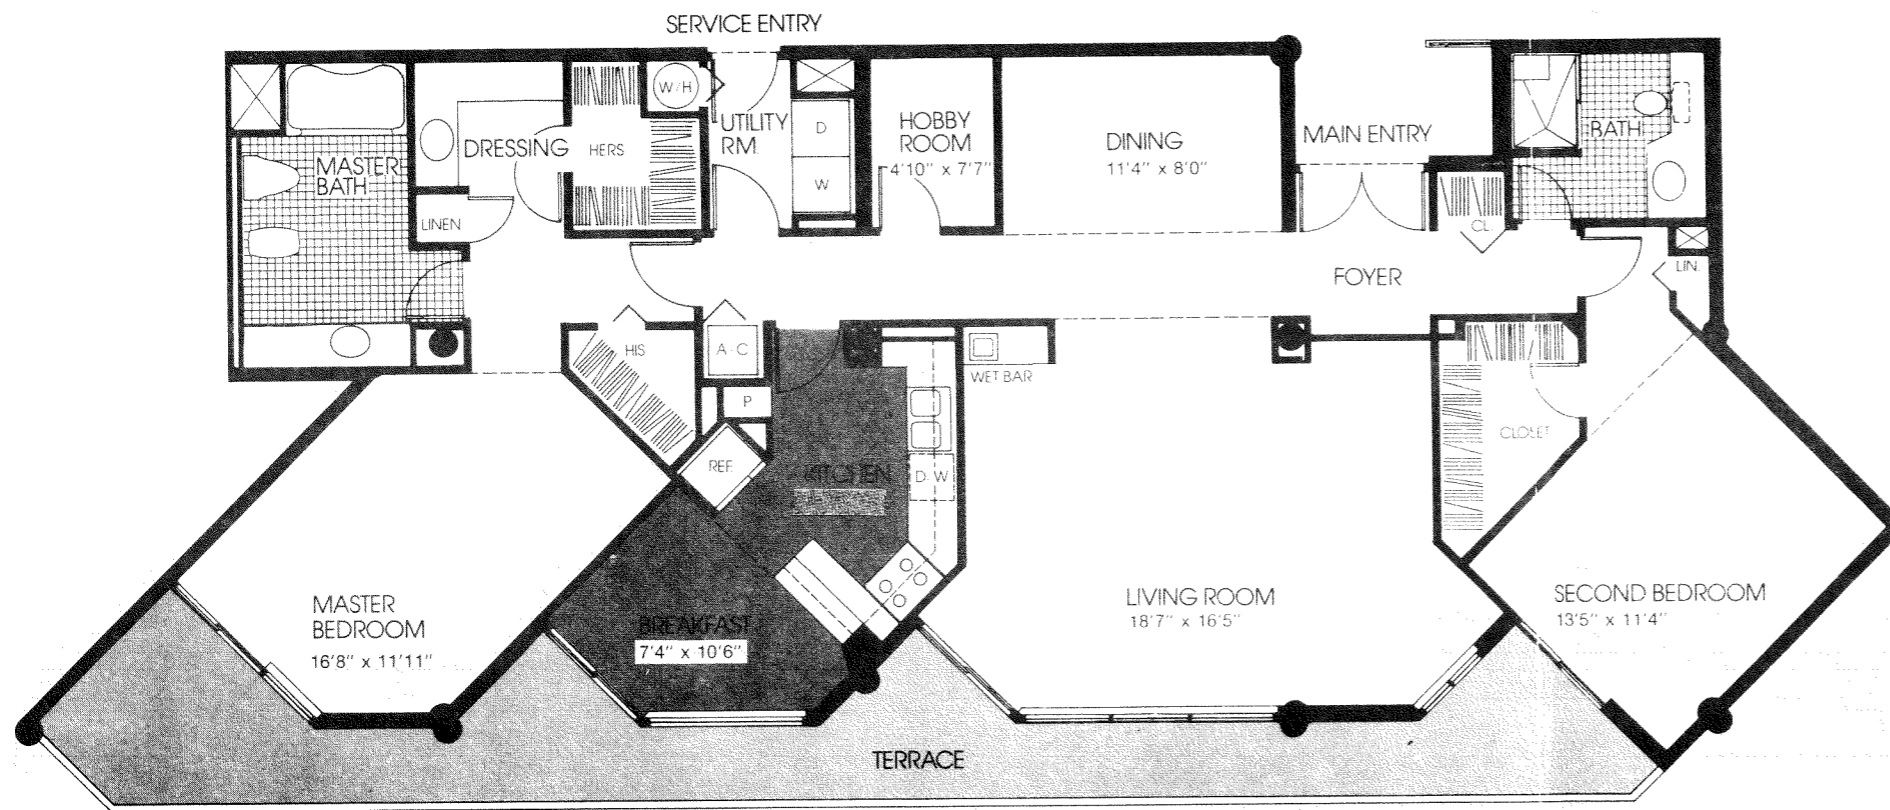 SERVICE ENTRY
W/H
UTILITY
RM.
D
W
HOBBY
ROOM
4'10" x 7'7"
DINING
11'4" x 8'0"
MAIN ENTRY
BATH
MASTER
BATH
DRESSING
HERS
LINEN
CL.
FOYER
LIN.
HIS
A-C
P
WET BAR
REF.
KITCHEN
D.W
CLOSET
MASTER
BEDROOM
16'8" x 11'11"
BREAKFAST
7'4" x 10'6"
LIVING ROOM
18'7" x 16'5"
SECOND BEDROOM
13'5" x 11'4"
TERRACE